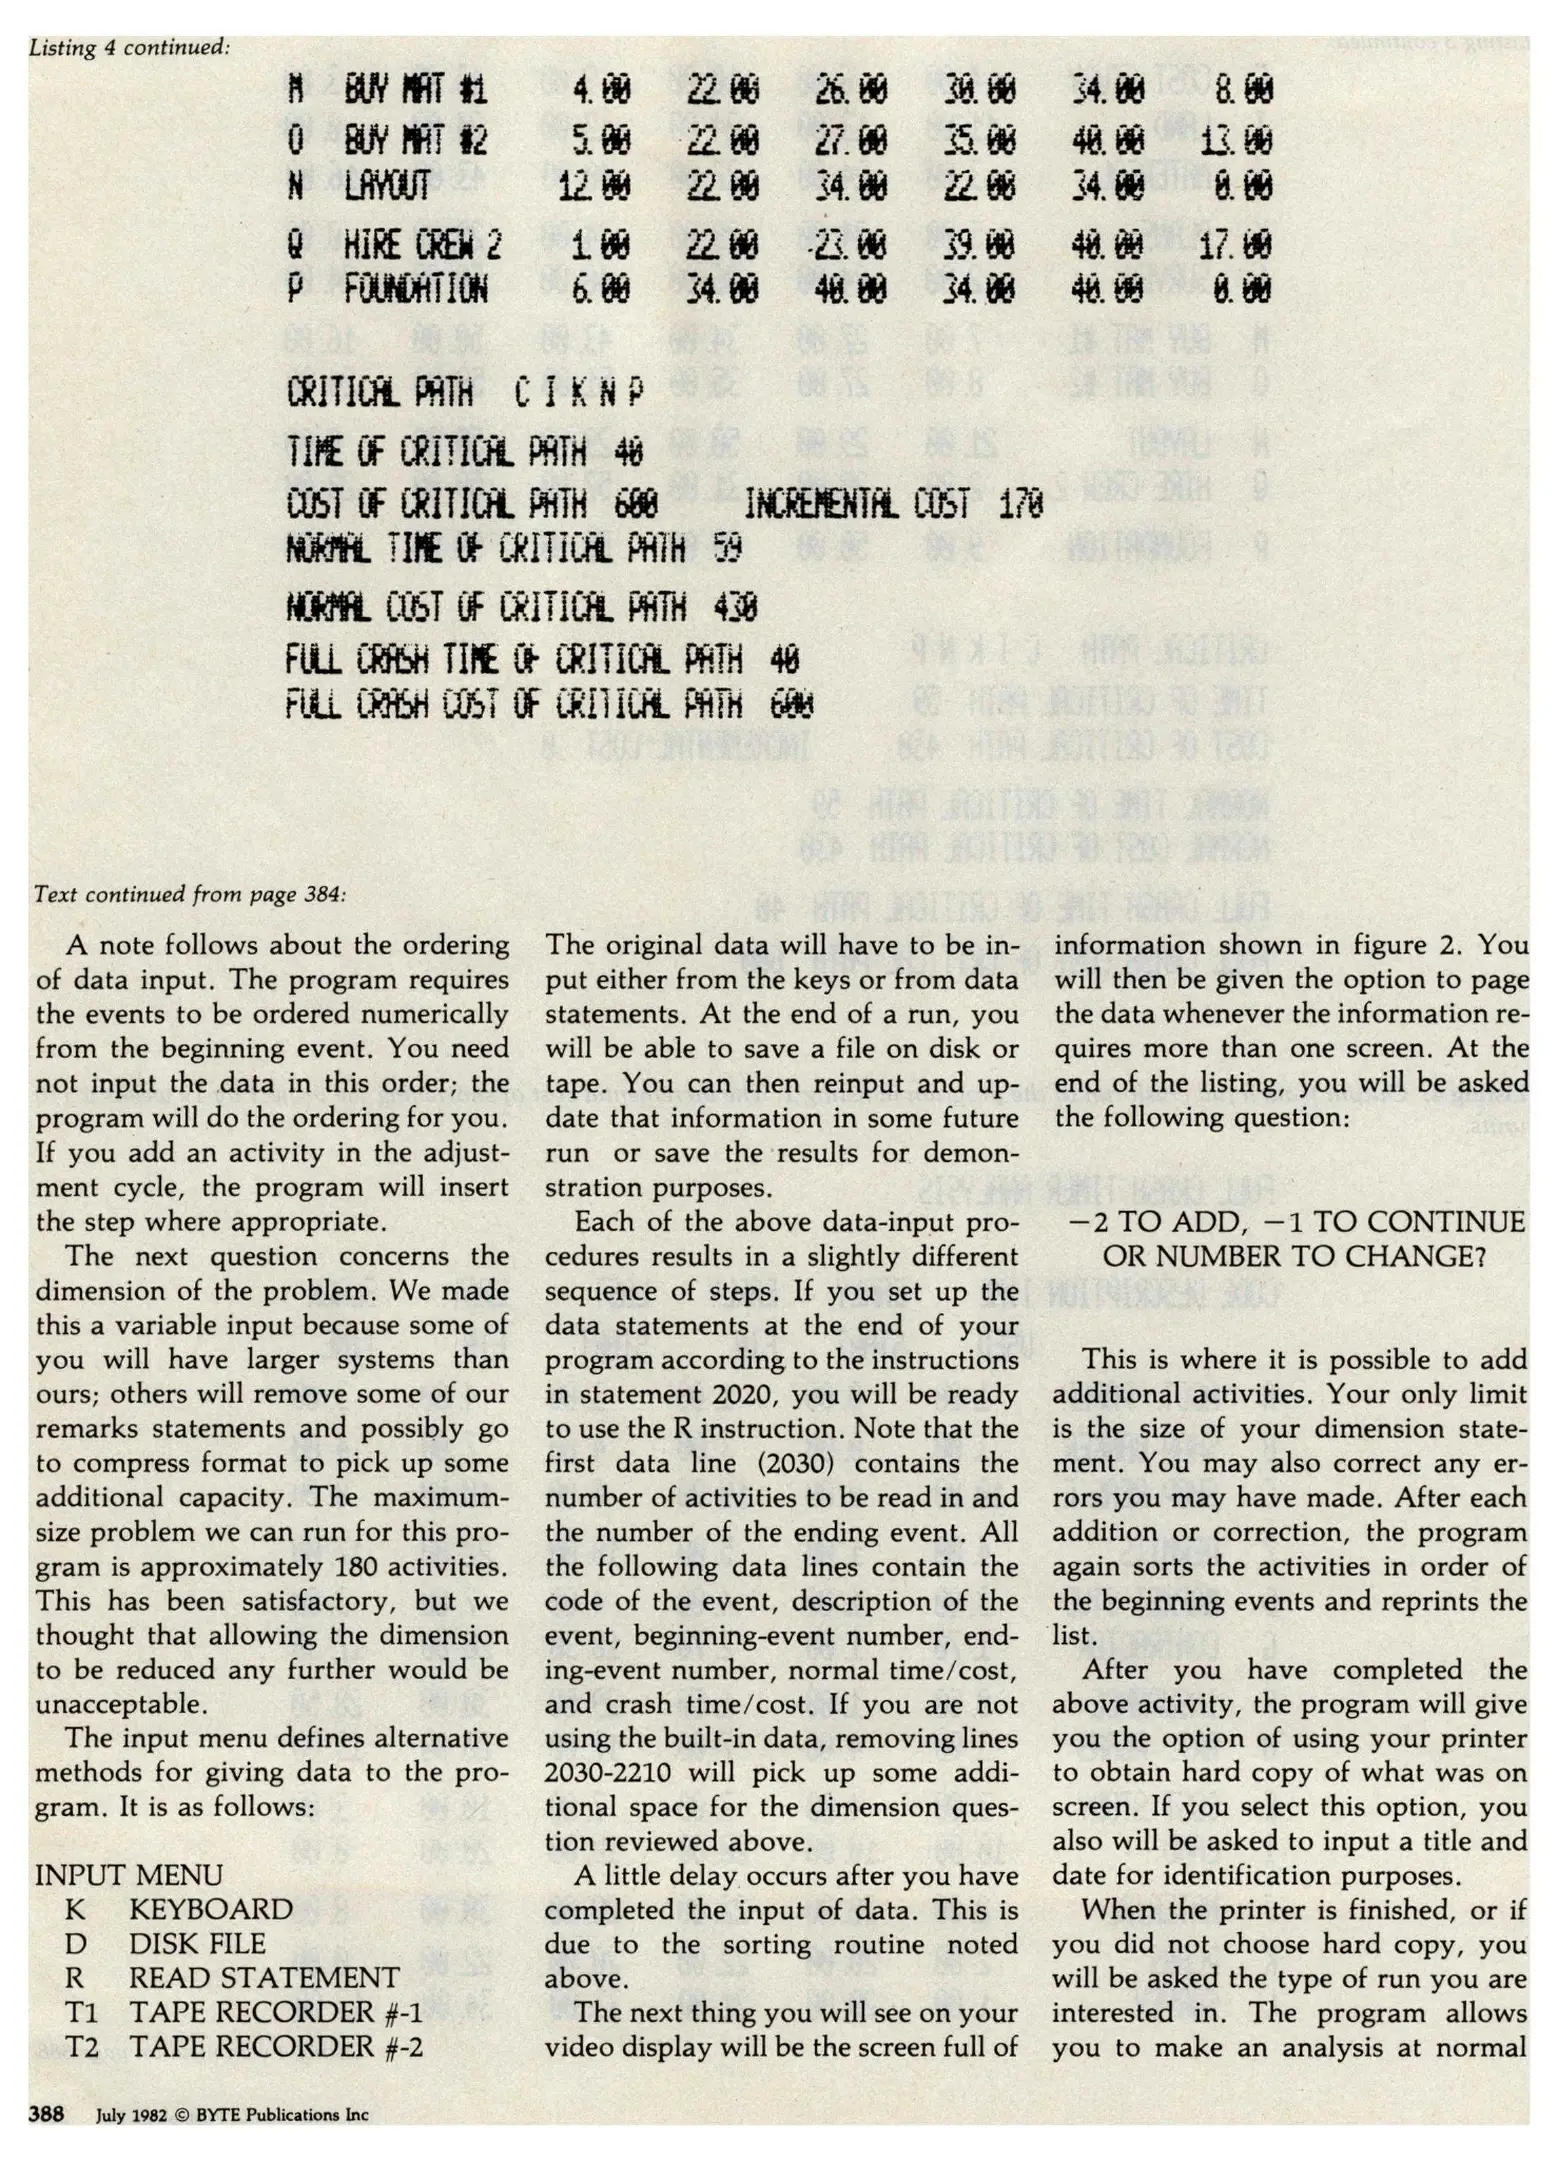 Listing 4 continued:
M BUY MAT #1 4.00 22.00 26.00 30.00 34.00 8.00
O BUY MAT #2 5.00 22.00 27.00 35.00 40.00 13.00
N LAYOUT 12.00 22.00 34.00 22.00 34.00 0.00
Q HIRE CREW 2 1.00 22.00 23.00 39.00 40.00 17.00
P FOUNDATION 6.00 34.00 40.00 34.00 40.00 0.00
CRITICAL PATH C I K N P
TIME OF CRITICAL PATH 40
COST OF CRITICAL PATH 600 INCREMENTAL COST 170
NORMAL TIME OF CRITICAL PATH 59
NORMAL COST OF CRITICAL PATH 430
FULL CRASH TIME OF CRITICAL PATH 40
FULL CRASH COST OF CRITICAL PATH 600
Text continued from page 384:
A note follows about the ordering
of data input. The program requires
the events to be ordered numerically
from the beginning event. You need
not input the data in this order; the
program will do the ordering for you.
If you add an activity in the adjust-
ment cycle, the program will insert
the step where appropriate.
The next question concerns the
dimension of the problem. We made
this a variable input because some of
you will have larger systems than
ours; others will remove some of our
remarks statements and possibly go
to compress format to pick up some
additional capacity. The maximum-
size problem we can run for this pro-
gram is approximately 180 activities.
This has been satisfactory, but we
thought that allowing the dimension
to be reduced any further would be
unacceptable.
The input menu defines alternative
methods for giving data to the pro-
gram. It is as follows:
INPUT MENU
K KEYBOARD
D DISK FILE
R READ STATEMENT
T1 TAPE RECORDER #-1
T2 TAPE RECORDER #-2
The original data will have to be in-
put either from the keys or from data
statements. At the end of a run, you
will be able to save a file on disk or
tape. You can then reinput and up-
date that information in some future
run or save the results for demon-
stration purposes.
Each of the above data-input pro-
cedures results in a slightly different
sequence of steps. If you set up the
data statements at the end of your
program according to the instructions
in statement 2020, you will be ready
to use the R instruction. Note that the
first data line (2030) contains the
number of activities to be read in and
the number of the ending event. All
the following data lines contain the
code of the event, description of the
event, beginning-event number, end-
ing-event number, normal time/cost,
and crash time/cost. If you are not
using the built-in data, removing lines
2030-2210 will pick up some addi-
tional space for the dimension ques-
tion reviewed above.
A little delay occurs after you have
completed the input of data. This is
due to the sorting routine noted
above.
The next thing you will see on your
video display will be the screen full of
information shown in figure 2. You
will then be given the option to page
the data whenever the information re-
quires more than one screen. At the
end of the listing, you will be asked
the following question:
−2 TO ADD, −1 TO CONTINUE
OR NUMBER TO CHANGE?
This is where it is possible to add
additional activities. Your only limit
is the size of your dimension state-
ment. You may also correct any er-
rors you may have made. After each
addition or correction, the program
again sorts the activities in order of
the beginning events and reprints the
list.
After you have completed the
above activity, the program will give
you the option of using your printer
to obtain hard copy of what was on
screen. If you select this option, you
also will be asked to input a title and
date for identification purposes.
When the printer is finished, or if
you did not choose hard copy, you
will be asked the type of run you are
interested in. The program allows
you to make an analysis at normal
388 July 1982 © BYTE Publications Inc